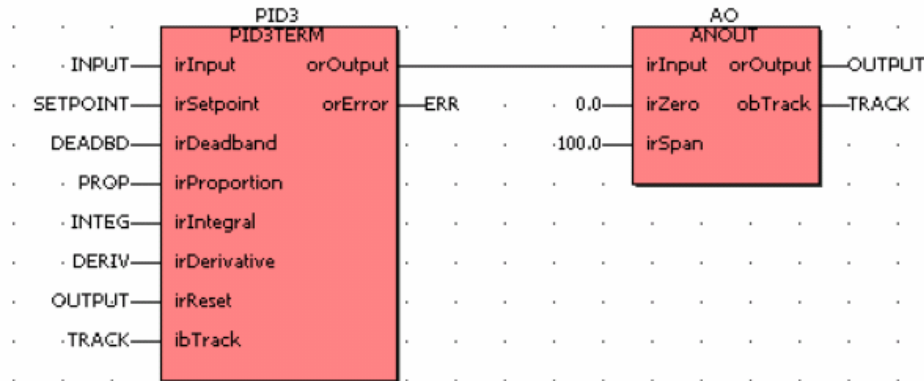 PID3 AO
PID3TERM ANOUT
INPUT irInput orOutput irInput orOutput OUTPUT
SETPOINT irSetpoint orError ERR 0.0 irZero obTrack TRACK
DEADBD irDeadband 100.0 irSpan
PROP irProportion
INTEG irIntegral
DERIV irDerivative
OUTPUT irReset
TRACK ibTrack